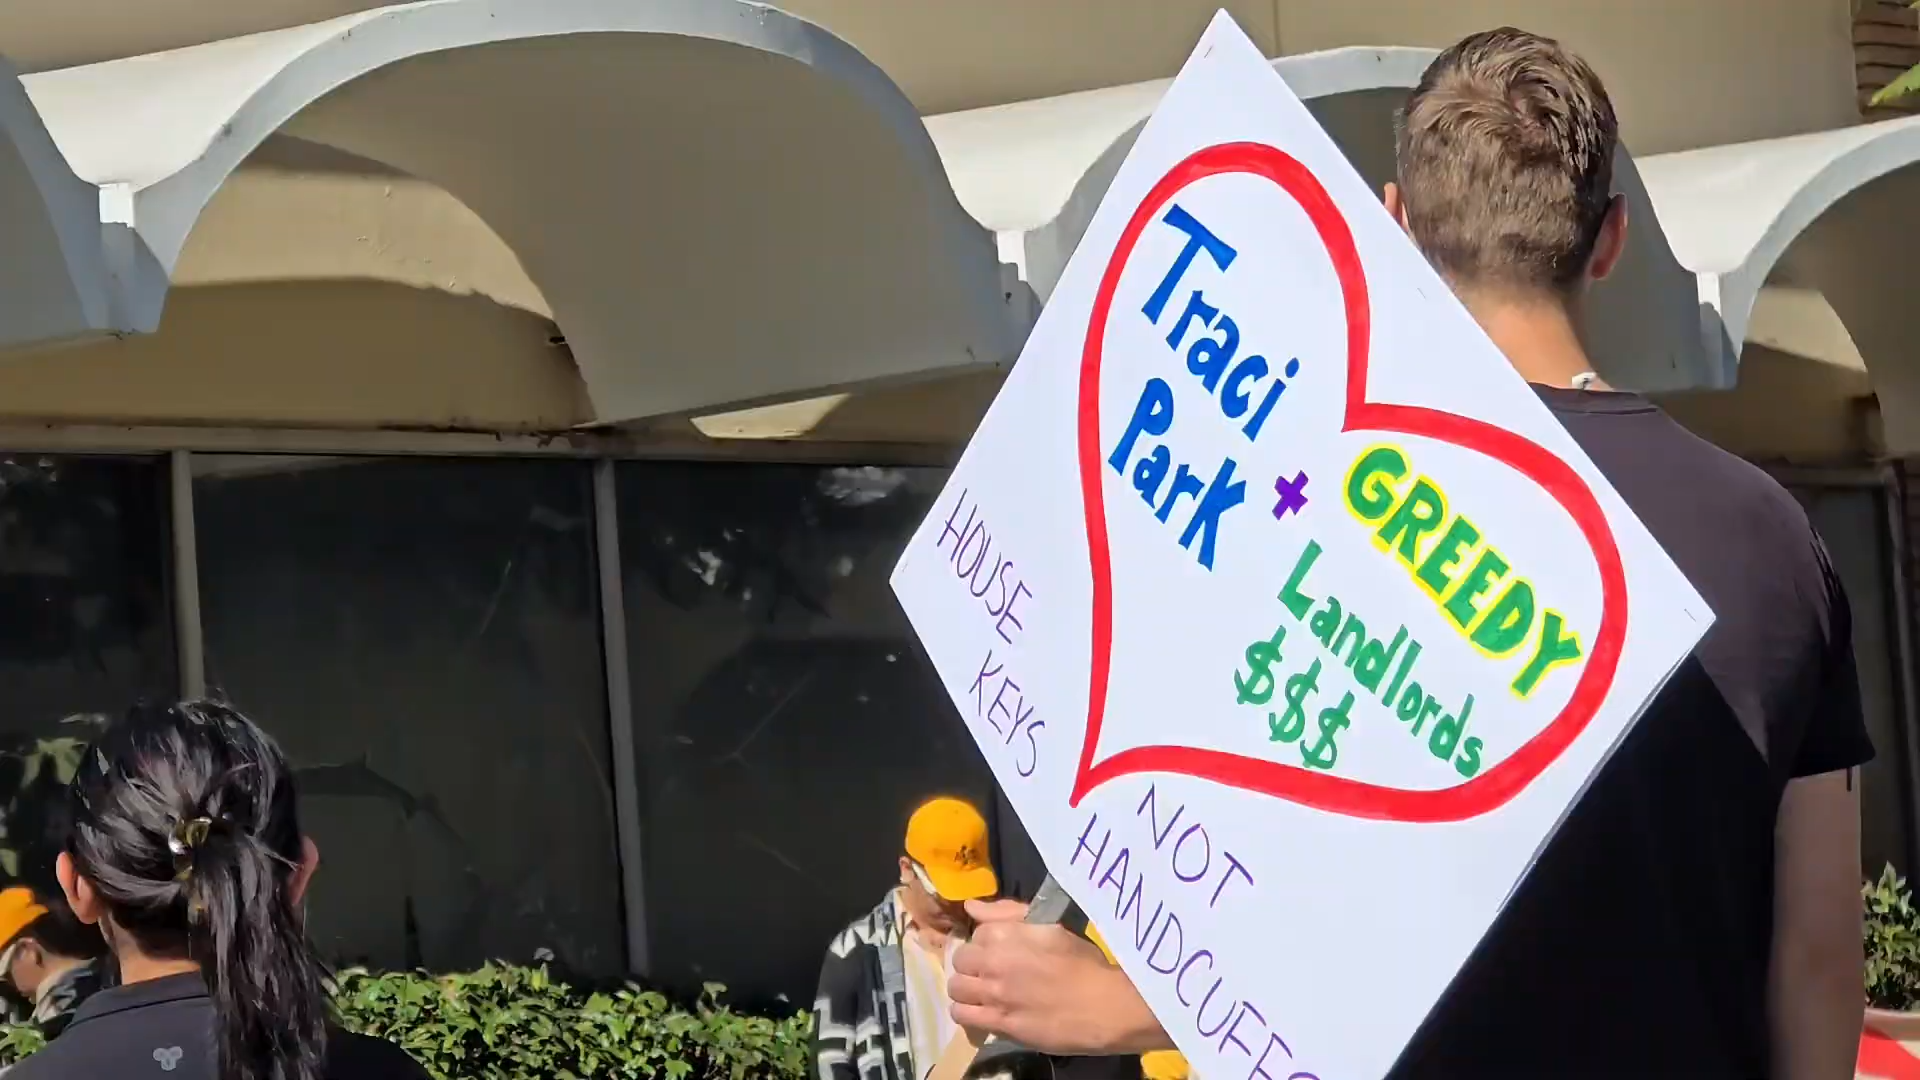 Traci
Park
+
GREEDY
Landlords
$$$
HOUSE
KEYS
NOT
HANDCUFFS